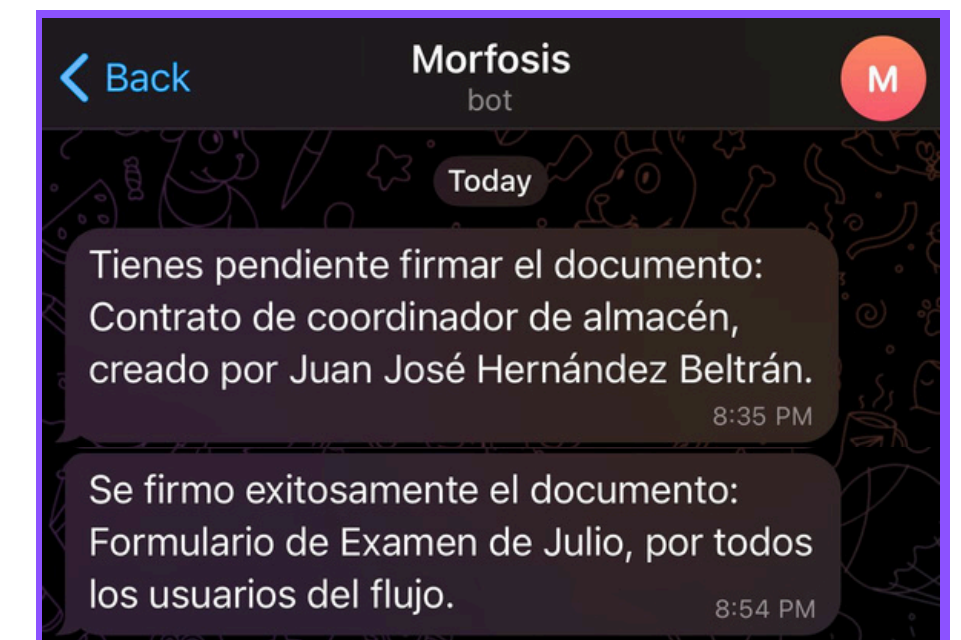 Back
Morfosis
bot
M
Today
Tienes pendiente firmar el documento:
Contrato de coordinador de almacén,
creado por Juan José Hernández Beltrán.
8:35 PM
Se firmo exitosamente el documento:
Formulario de Examen de Julio, por todos
los usuarios del flujo.
8:54 PM